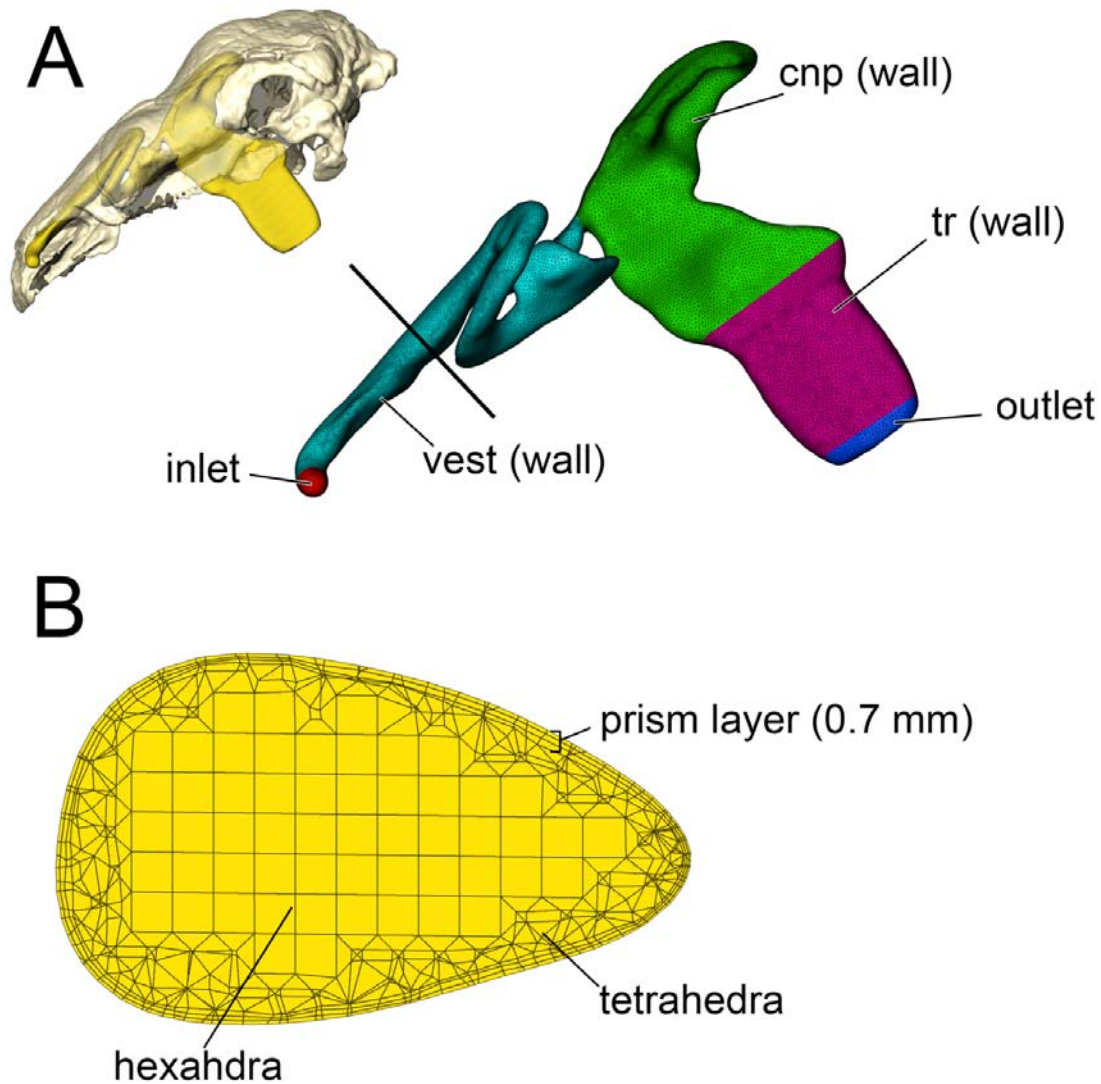 A
cnp (wall)
tr (wall)
outlet
vest (wall)
inlet
B
prism layer (0.7 mm)
tetrahedra
hexahdra